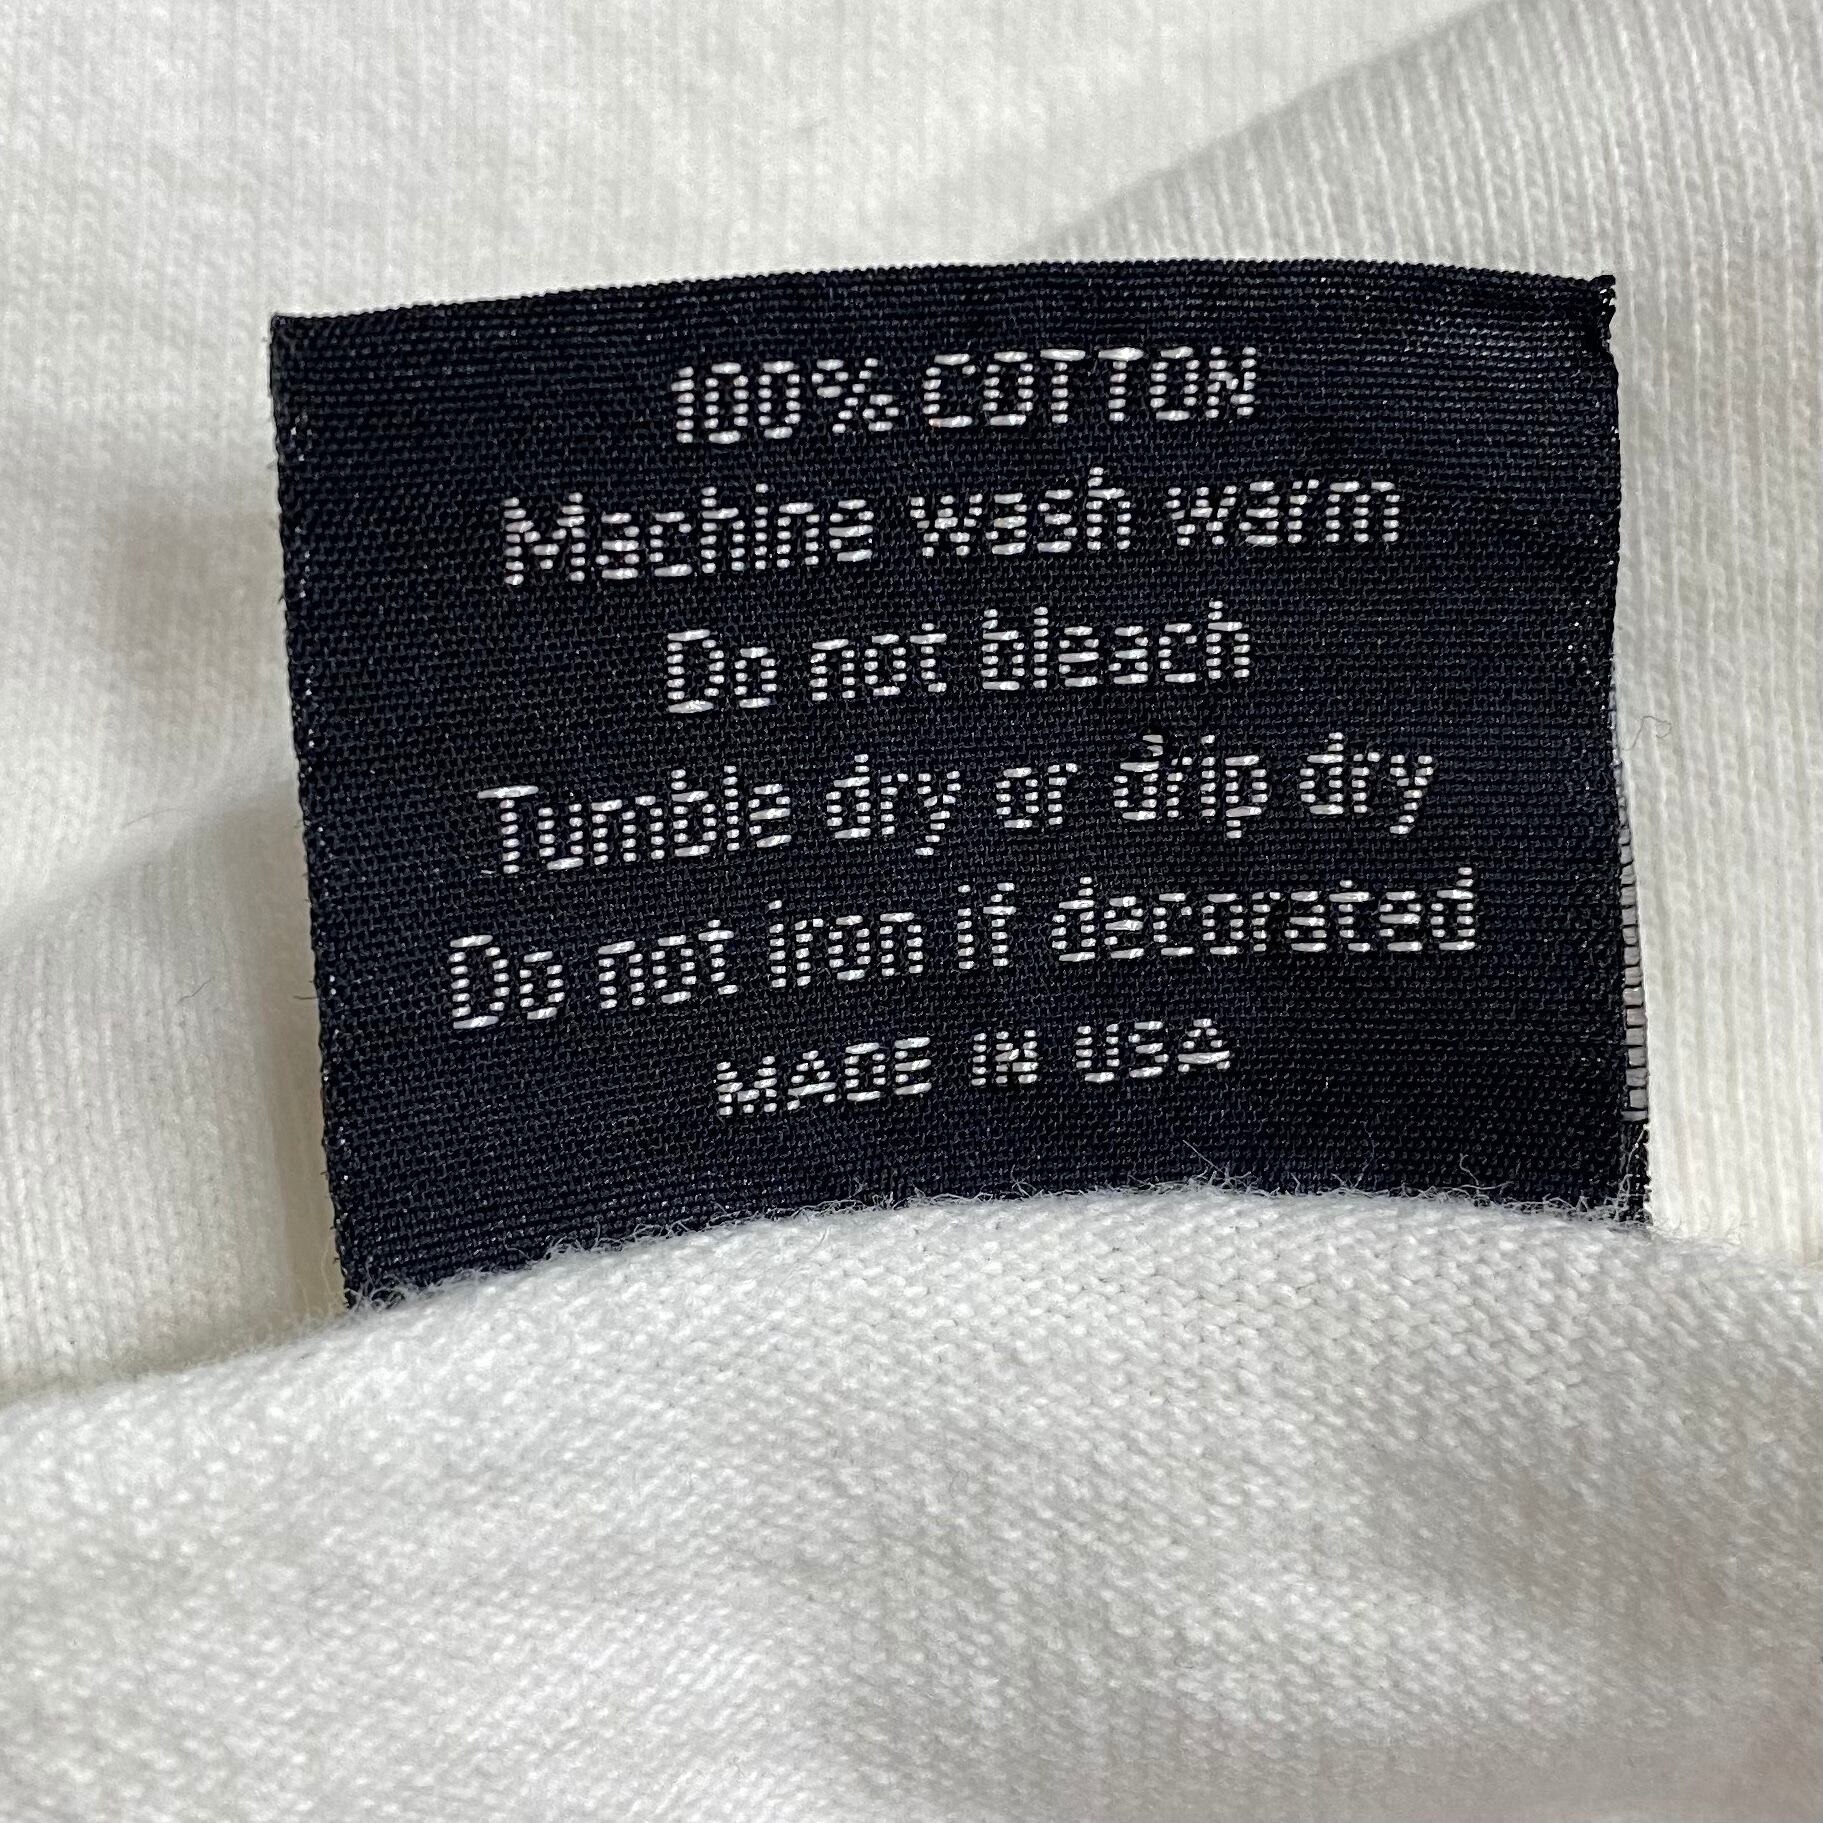 100% COTTON
Machine wash warm
Do not bleach
Tumble dry or drip dry
Do not iron if decorated
MADE IN USA